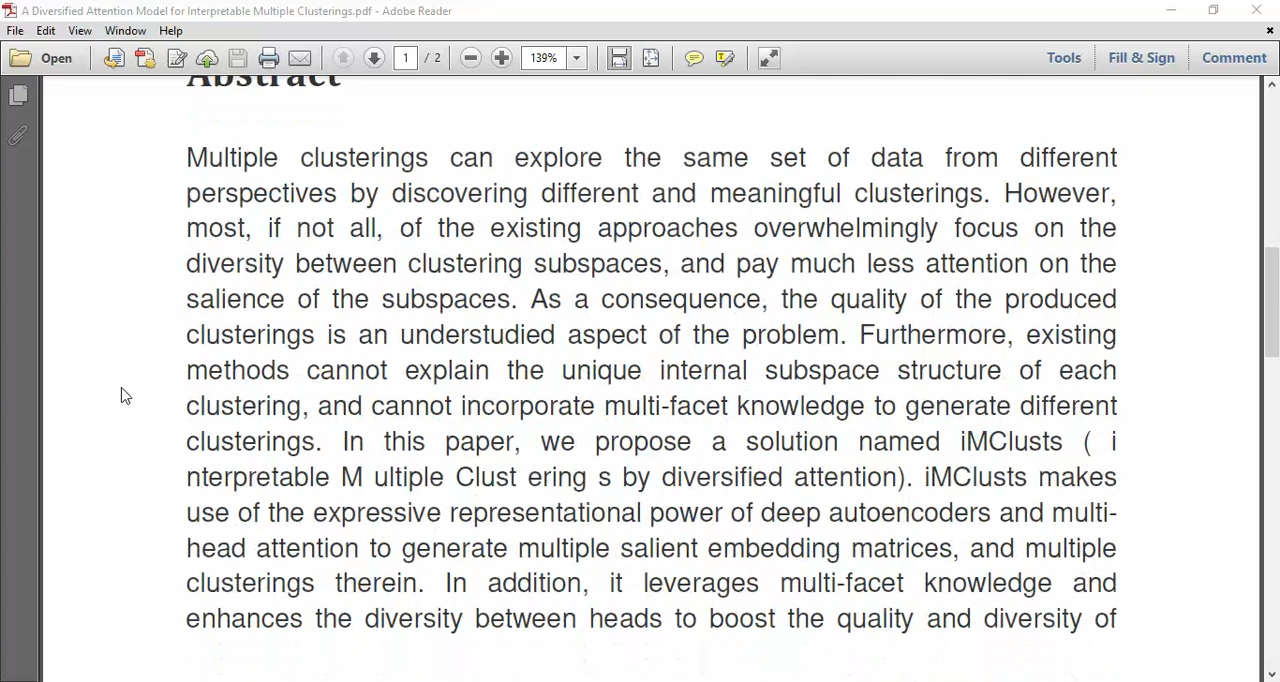 A Diversified Attention Model for Interpretable Multiple Clusterings.pdf - Adobe Reader
File Edit View Window Help
Open 1 / 2 139% Tools Fill & Sign Comment
Abstract
Multiple clusterings can explore the same set of data from different
perspectives by discovering different and meaningful clusterings. However,
most, if not all, of the existing approaches overwhelmingly focus on the
diversity between clustering subspaces, and pay much less attention on the
salience of the subspaces. As a consequence, the quality of the produced
clusterings is an understudied aspect of the problem. Furthermore, existing
methods cannot explain the unique internal subspace structure of each
clustering, and cannot incorporate multi-facet knowledge to generate different
clusterings. In this paper, we propose a solution named iMClusts ( i
nterpretable M ultiple Clust ering s by diversified attention). iMClusts makes
use of the expressive representational power of deep autoencoders and multi-
head attention to generate multiple salient embedding matrices, and multiple
clusterings therein. In addition, it leverages multi-facet knowledge and
enhances the diversity between heads to boost the quality and diversity of